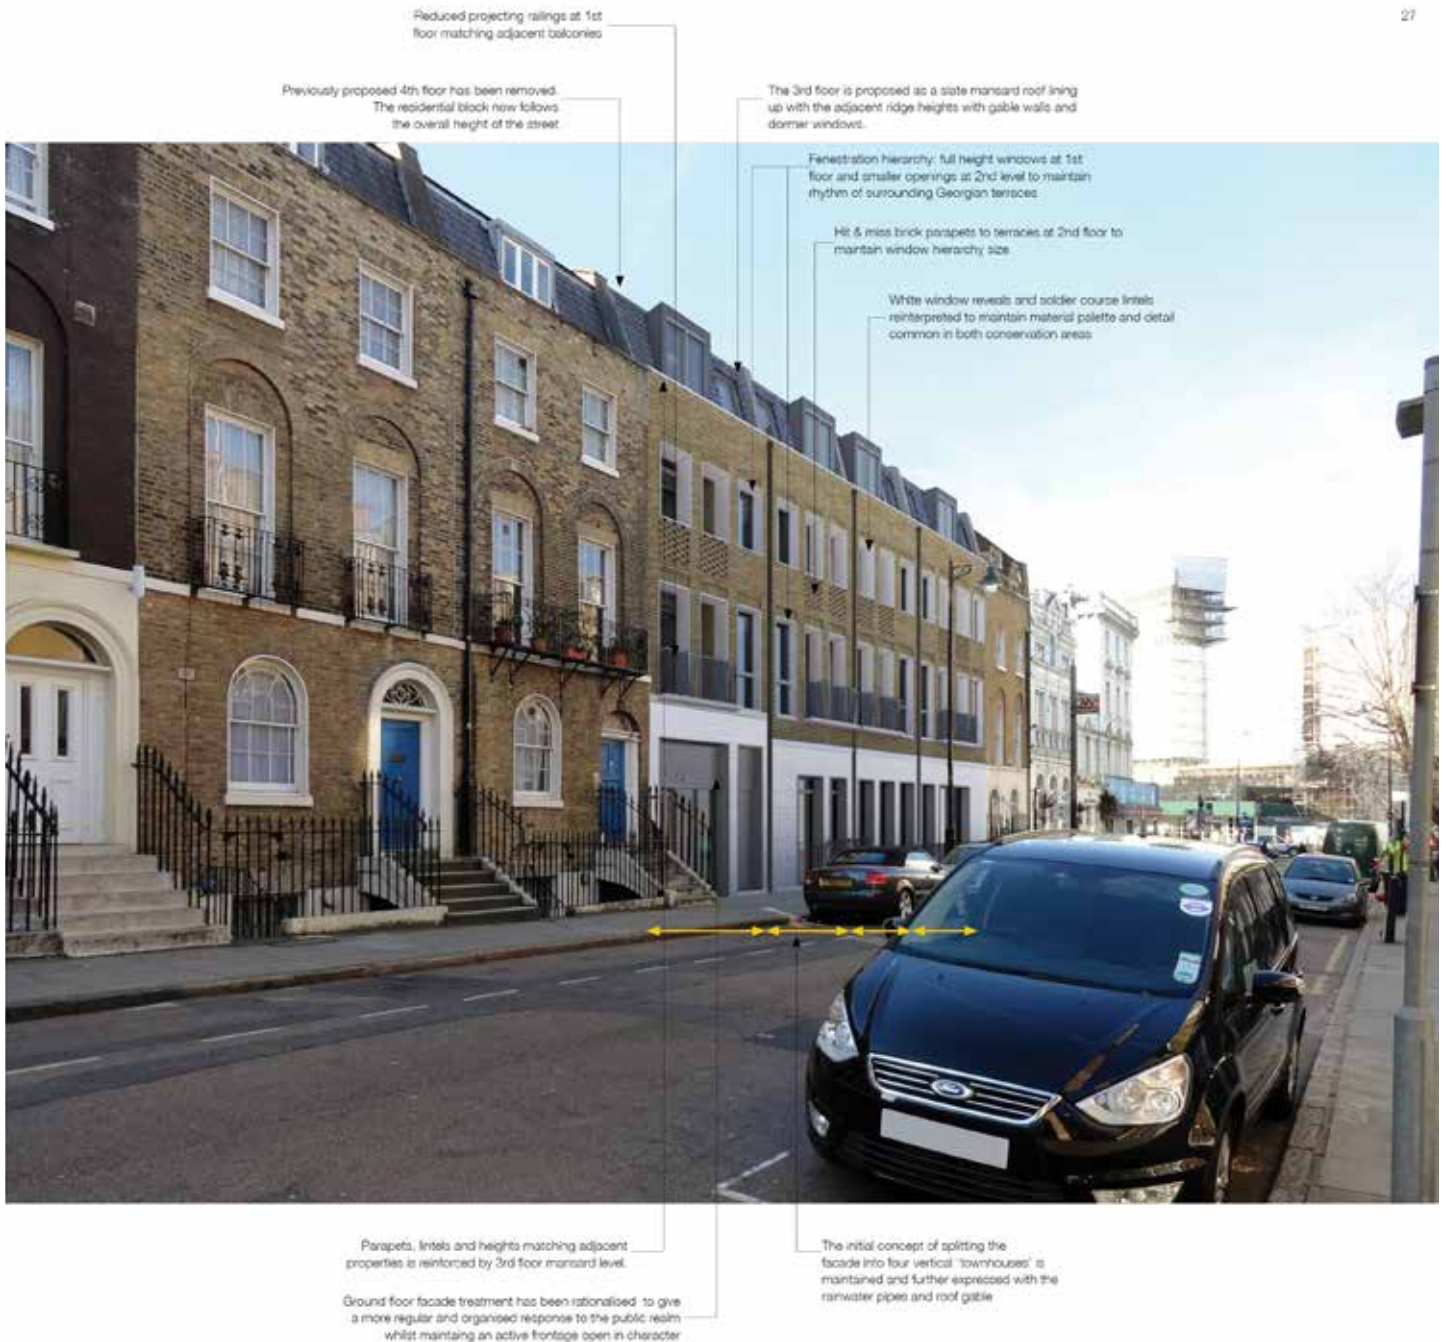 27
Reduced projecting railings at 1st
floor matching adjacent balconies
Previously proposed 4th floor has been removed.
The residential block now follows
the overall height of the street
The 3rd floor is proposed as a slate mansard roof lining
up with the adjacent ridge heights with gable walls and
dormer windows.
Fenestration hierarchy: full height windows at 1st
floor and smaller openings at 2nd level to maintain
rhythm of surrounding Georgian terraces
Hit & miss brick parapets to terraces at 2nd floor to
maintain window hierarchy size
White window reveals and soldier course lintels
reinterpreted to maintain material palette and detail
common in both conservation areas
Ford
Parapets, lintels and heights matching adjacent
properties is reinforced by 3rd floor mansard level.
Ground floor facade treatment has been rationalised to give
a more regular and organised response to the public realm
whilst maintaing an active frontage open in character
The initial concept of splitting the
facade into four vertical 'townhouses' is
maintained and further expressed with the
rainwater pipes and roof gable